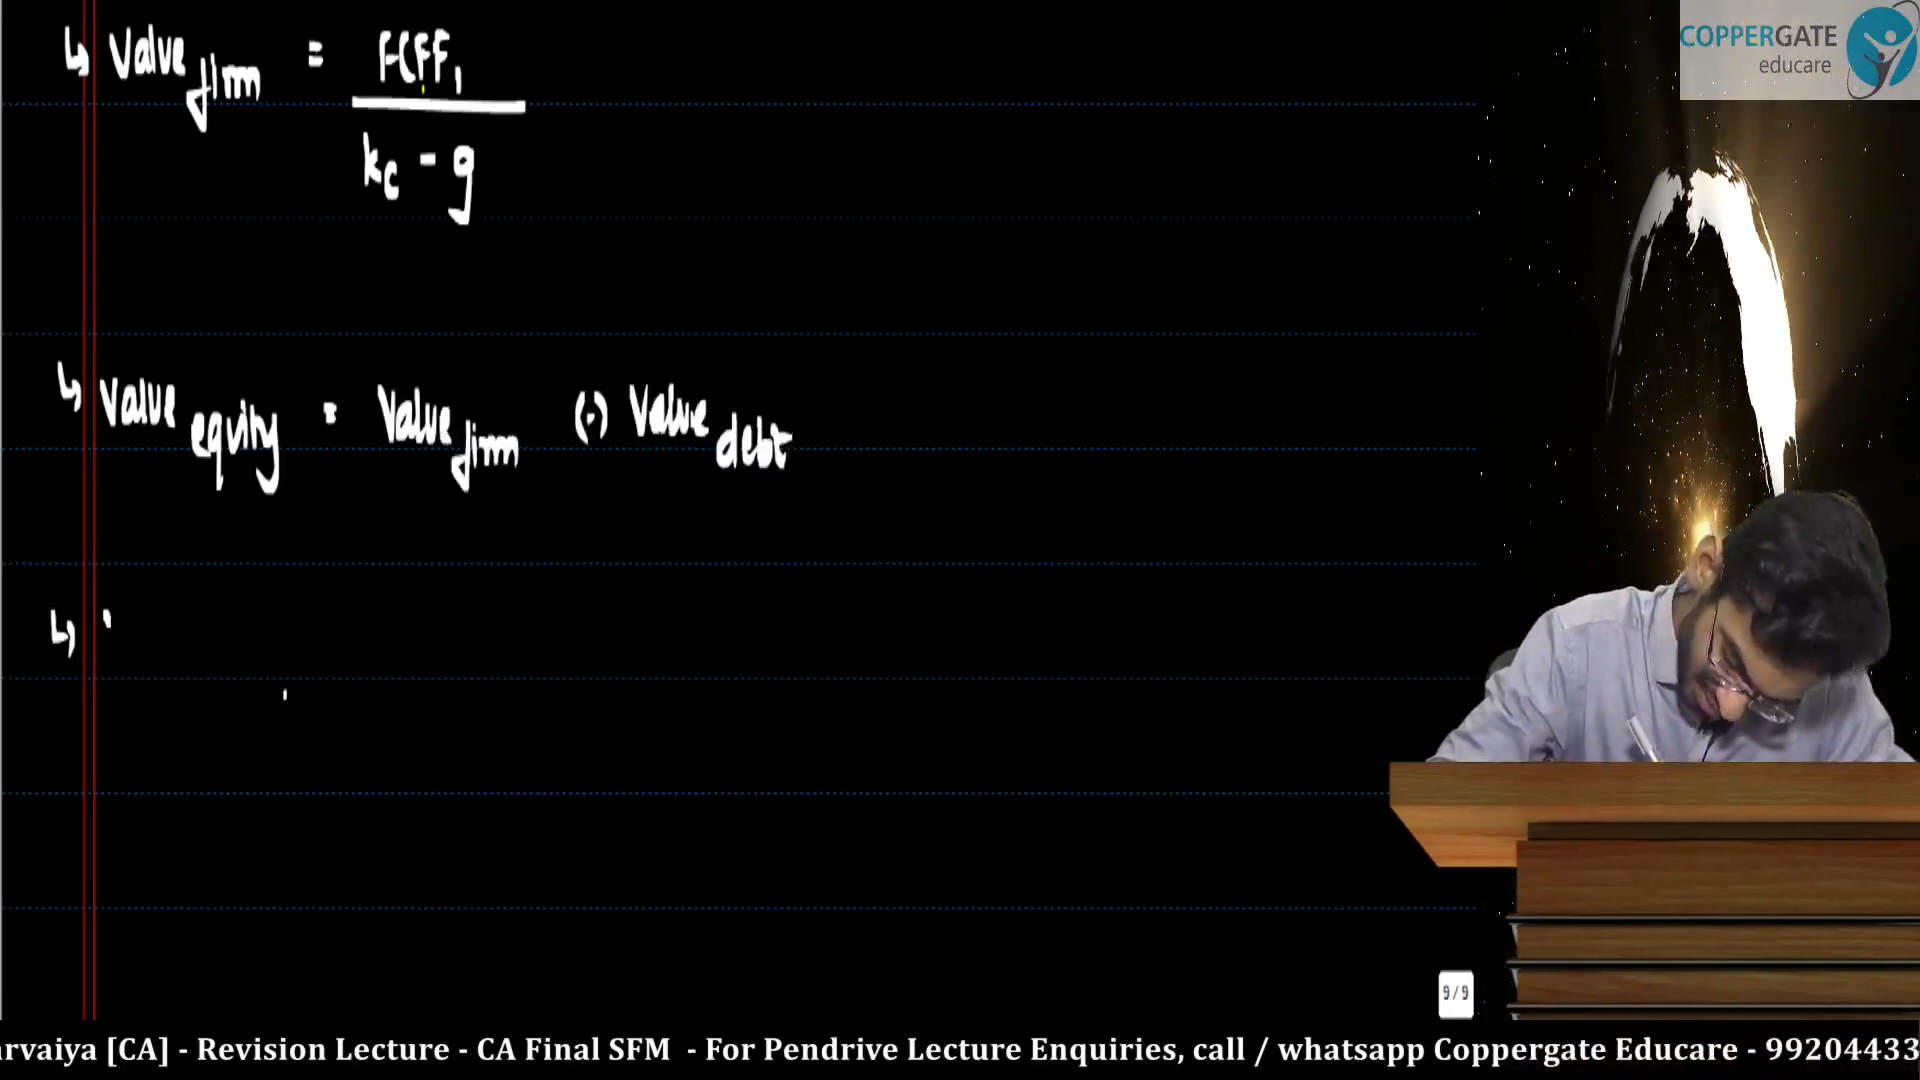 COPPERGATE
educare
↳ Value firm = FCFF₁
kc - g
↳ Value equity = Value firm (-) Value debt
↳
9/9
arvaiya [CA] - Revision Lecture - CA Final SFM - For Pendrive Lecture Enquiries, call / whatsapp Coppergate Educare - 99204433